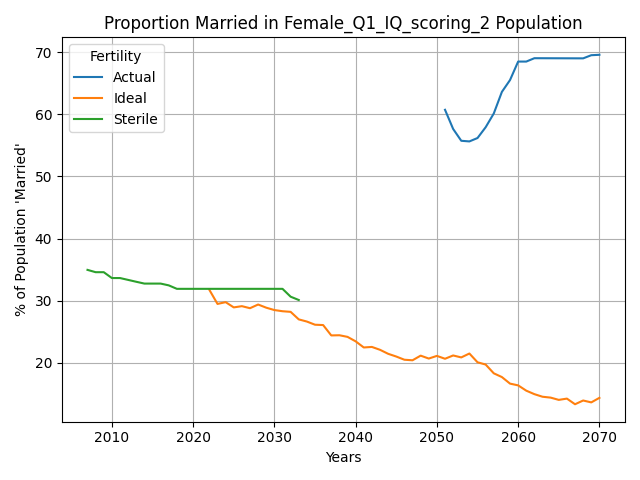 Proportion Married in Female_Q1_IQ_scoring_2 Population
Fertility
Actual
Ideal
Sterile
% of Population 'Married'
70
60
50
40
30
20
2010 2020 2030 2040 2050 2060 2070
Years